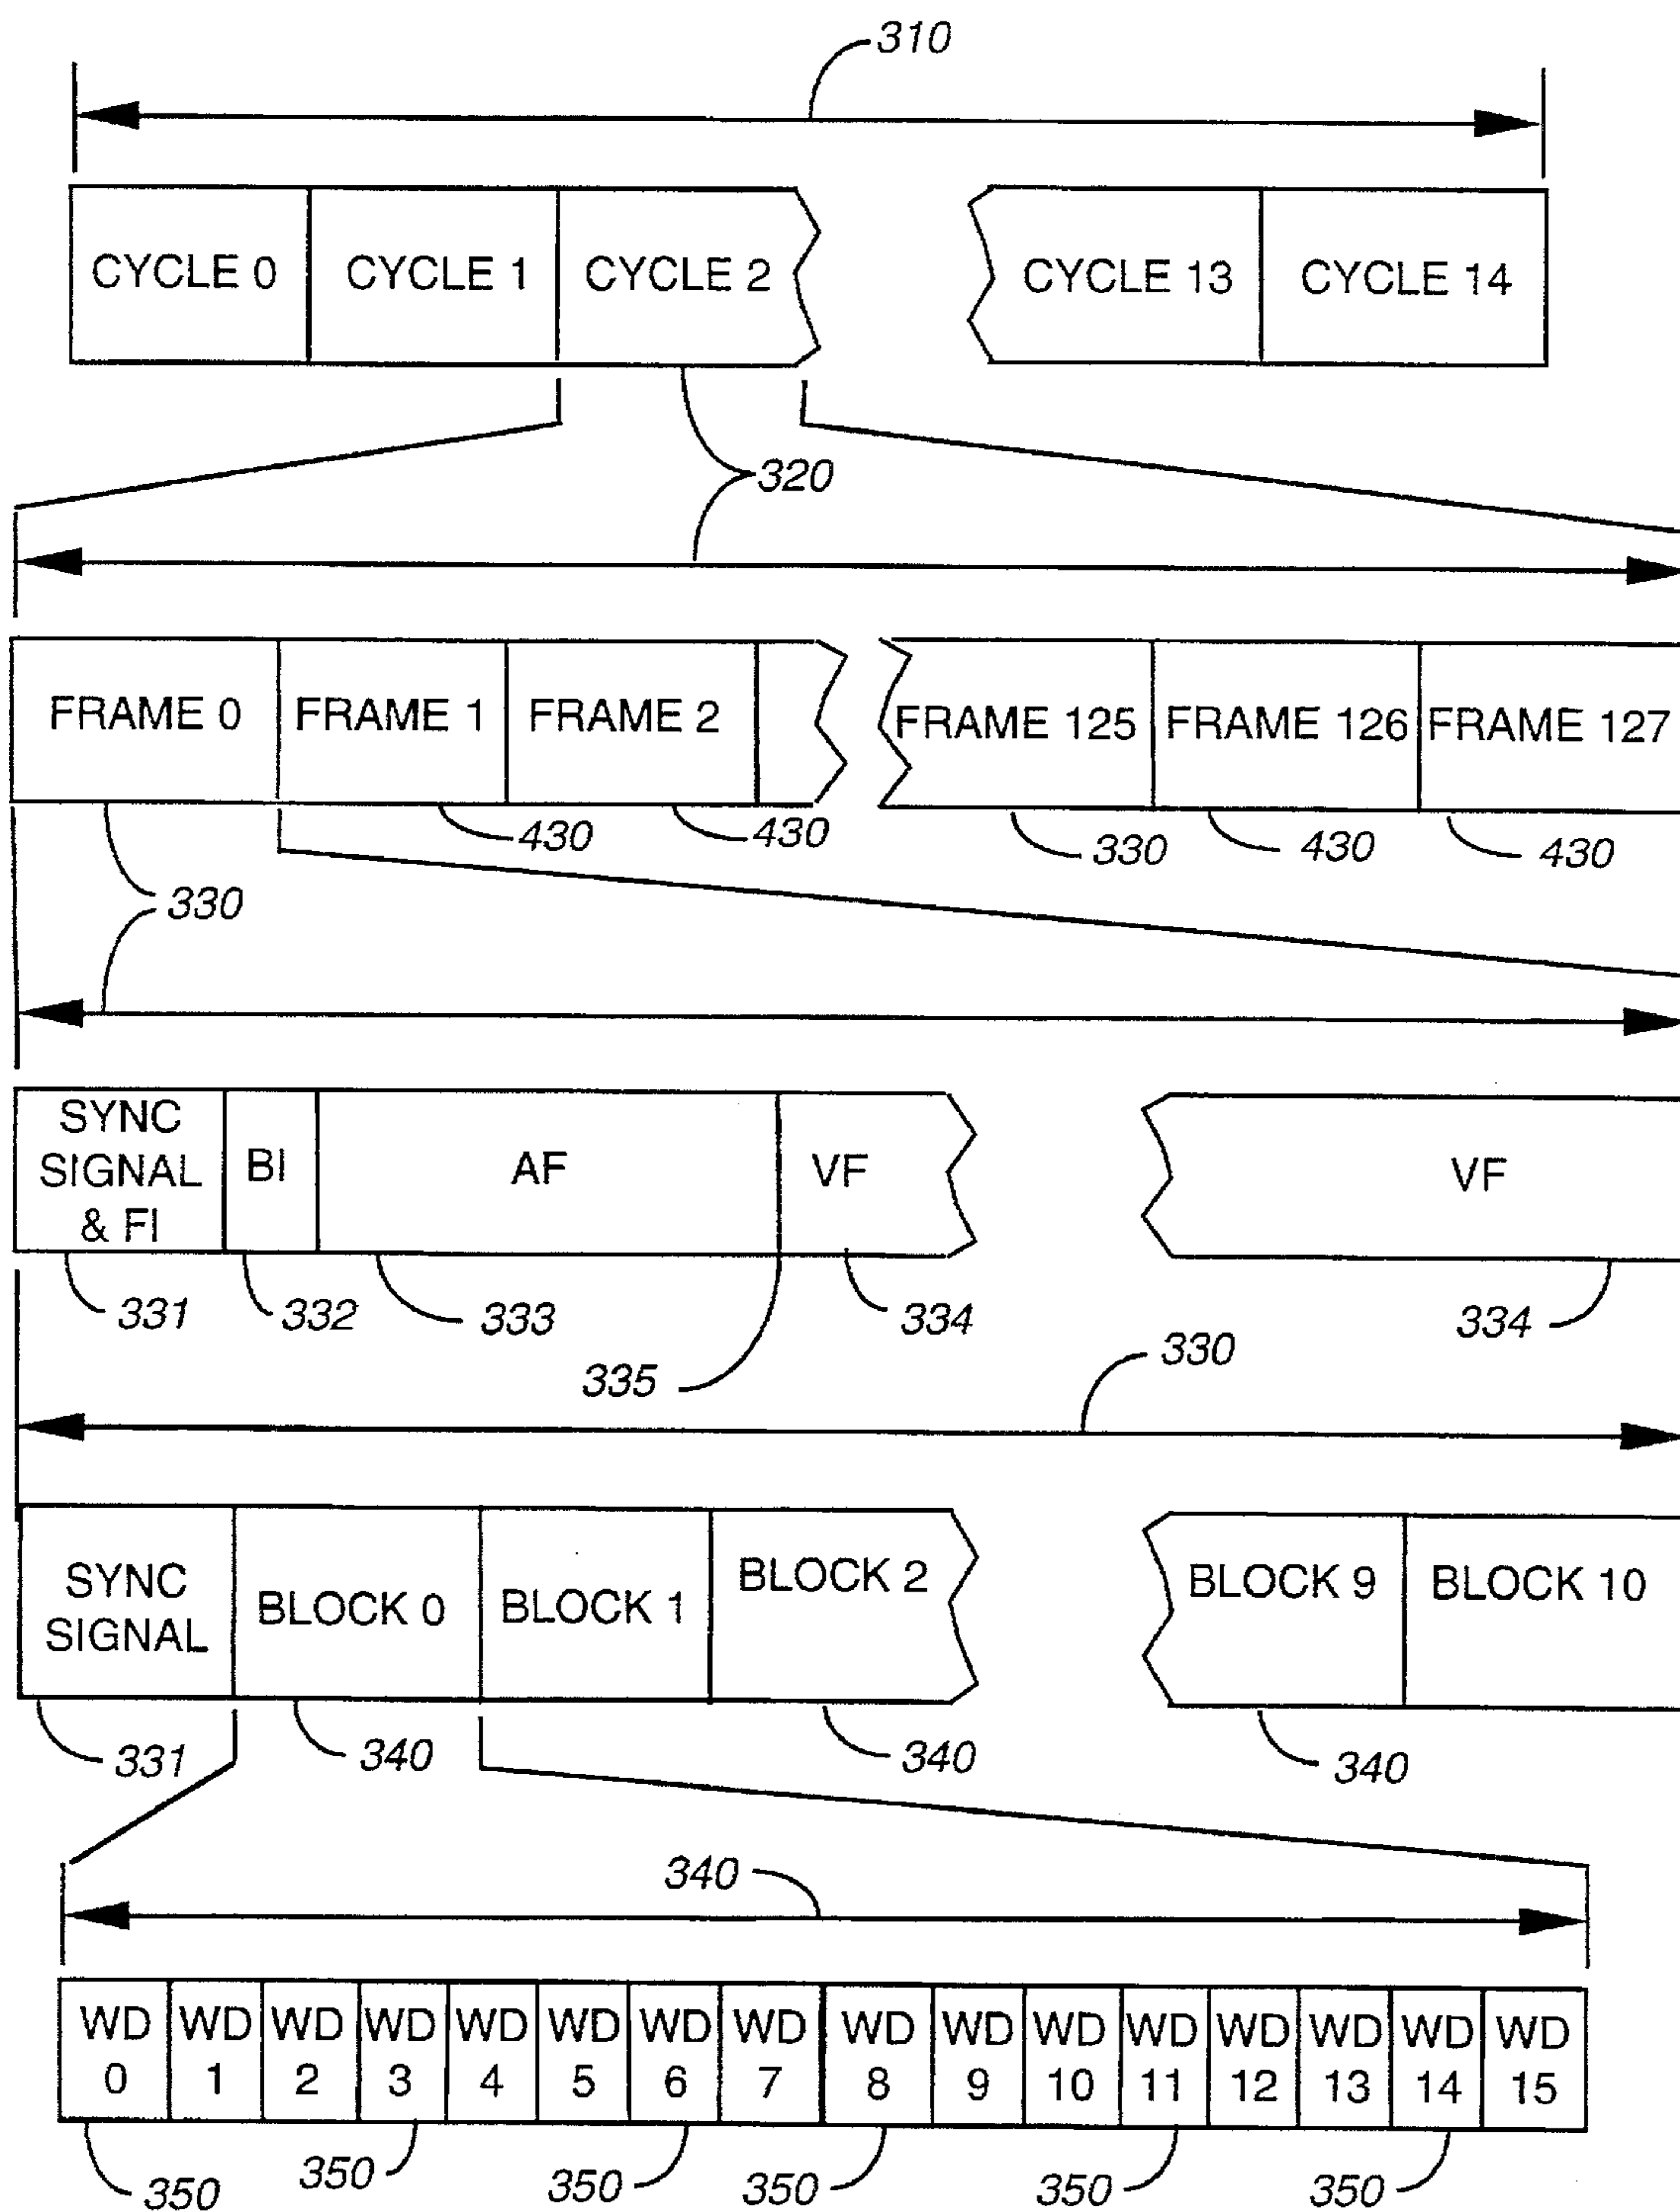 310
CYCLE 0 CYCLE 1 CYCLE 2 CYCLE 13 CYCLE 14
320
FRAME 0 FRAME 1 FRAME 2 FRAME 125 FRAME 126 FRAME 127
430 430 330 430 430
330
SYNC
SIGNAL
& FI
BI
AF
VF
VF
331 332 333 334 334
335
330
SYNC
SIGNAL
BLOCK 0 BLOCK 1 BLOCK 2 BLOCK 9 BLOCK 10
331 340 340 340
340
WD WD WD WD WD WD WD WD WD WD WD WD WD WD WD WD
0 1 2 3 4 5 6 7 8 9 10 11 12 13 14 15
350 350 350 350 350 350